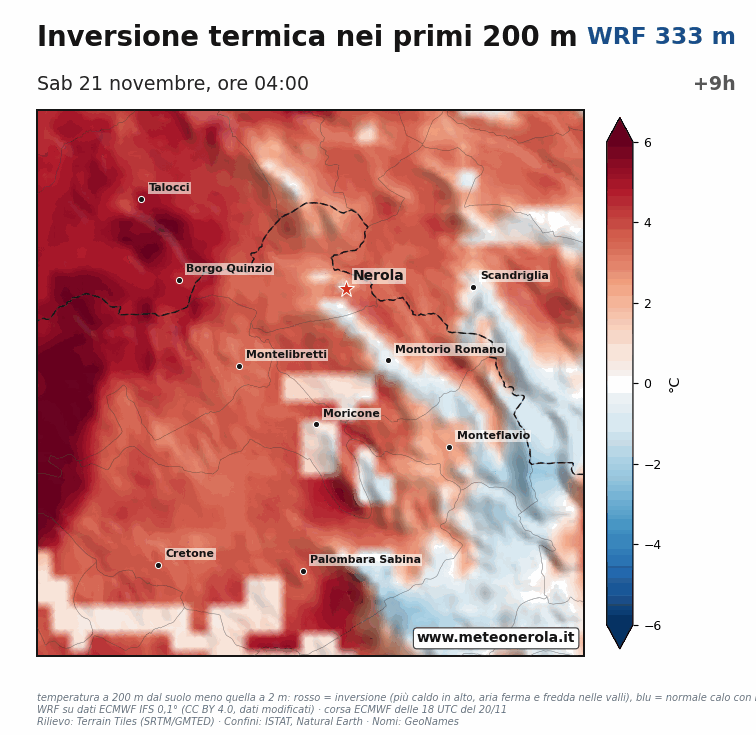 Inversione termica nei primi 200 m WRF 333 m
Sab 21 novembre, ore 04:00 +9h
Talocci
Borgo Quinzio
Nerola
Scandriglia
Montelibretti
Montorio Romano
Moricone
Monteflavio
Cretone
Palombara Sabina
www.meteonerola.it
6
4
2
0
−2
−4
−6
°C
temperatura a 200 m dal suolo meno quella a 2 m: rosso = inversione (più caldo in alto, aria ferma e fredda nelle valli), blu = normale calo con
WRF su dati ECMWF IFS 0,1° (CC BY 4.0, dati modificati) · corsa ECMWF delle 18 UTC del 20/11
Rilievo: Terrain Tiles (SRTM/GMTED) · Confini: ISTAT, Natural Earth · Nomi: GeoNames